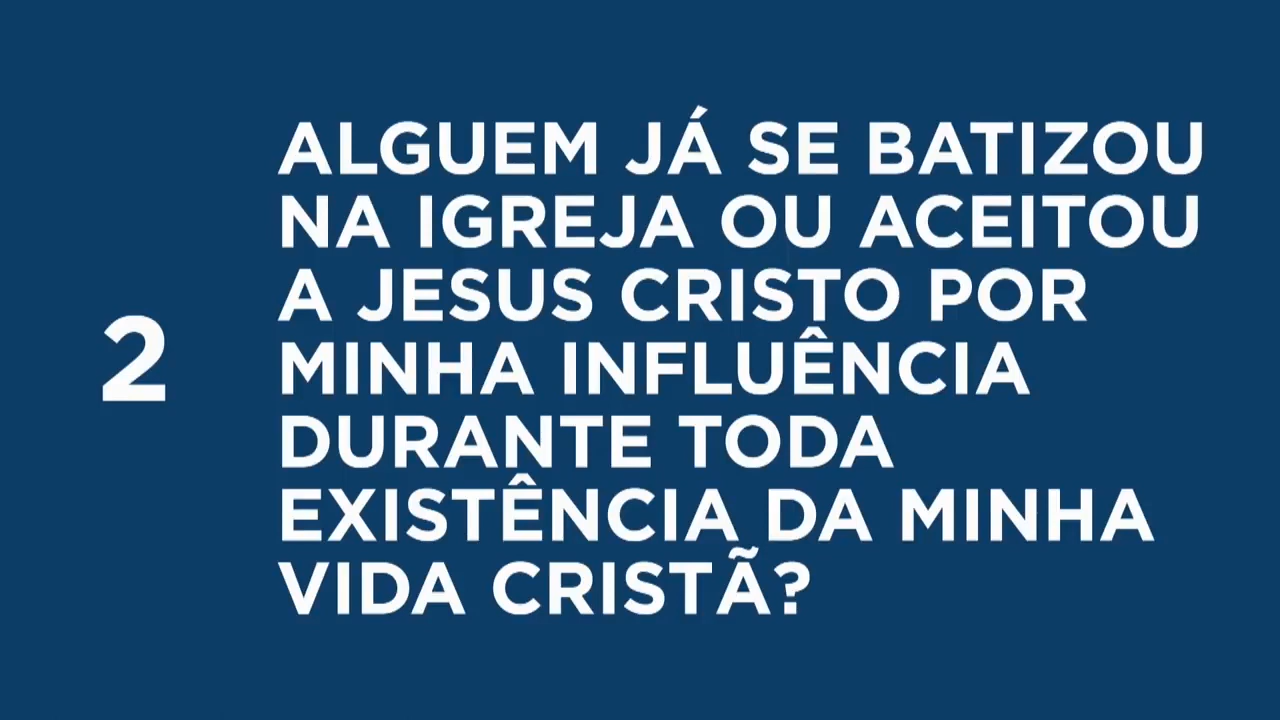 2
ALGUEM JÁ SE BATIZOU
NA IGREJA OU ACEITOU
A JESUS CRISTO POR
MINHA INFLUÊNCIA
DURANTE TODA
EXISTÊNCIA DA MINHA
VIDA CRISTÃ?